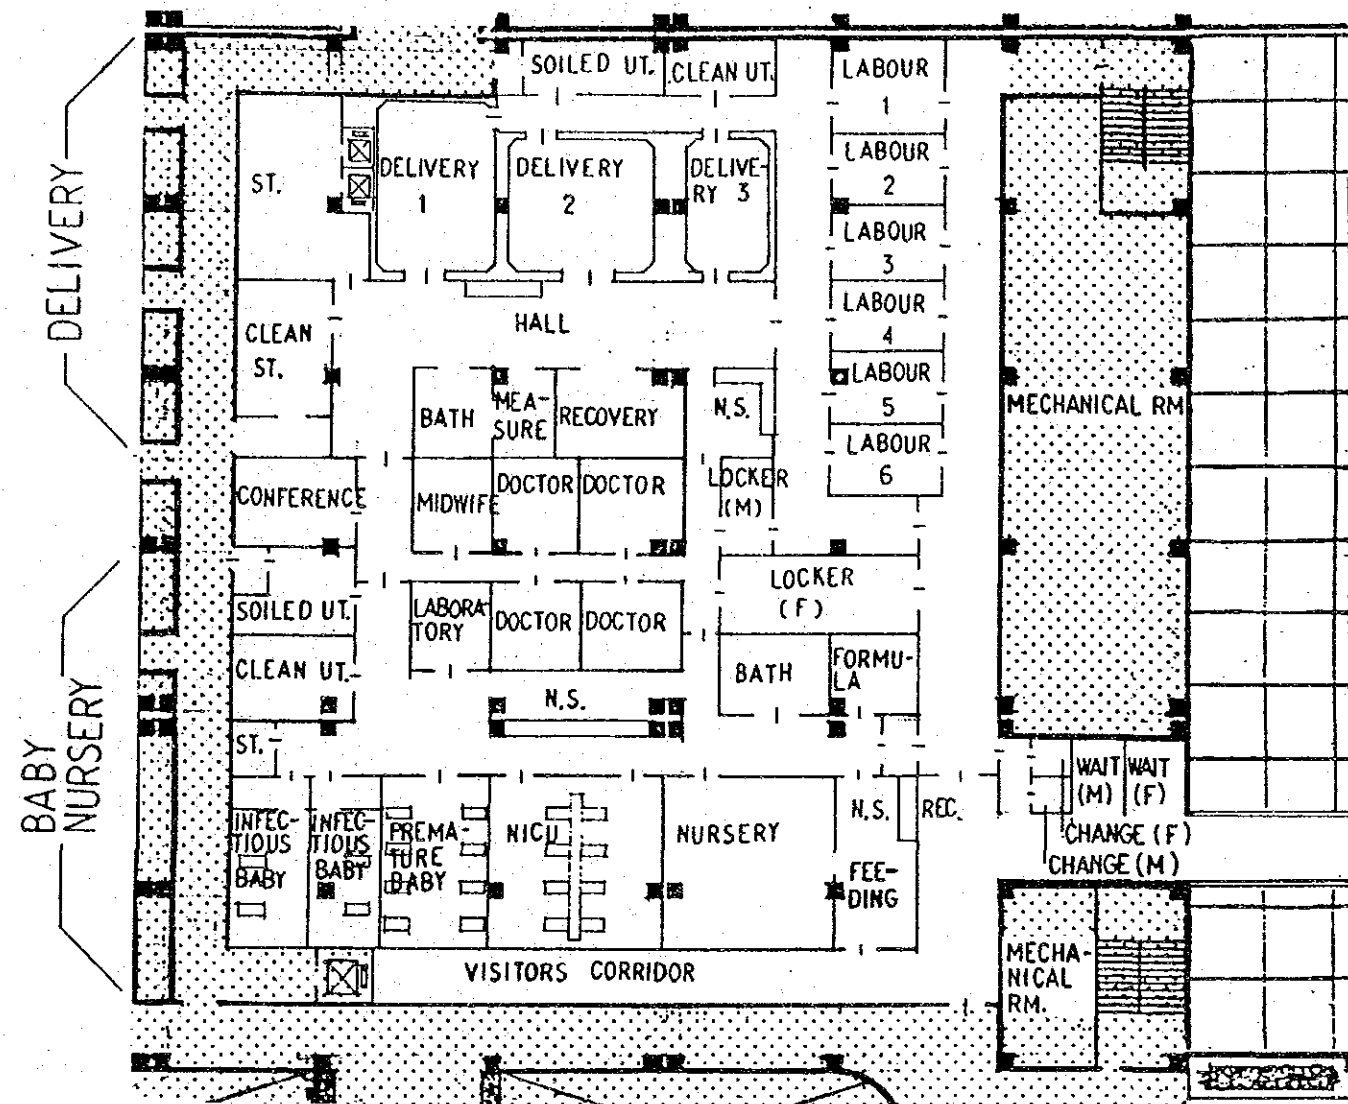 DELIVERY
BABY
NURSERY
SOILED UT.
CLEAN UT.
LABOUR
1
ST.
DELIVERY
1
DELIVERY
2
DELIVE-
RY 3
LABOUR
2
LABOUR
3
LABOUR
4
LABOUR
5
LABOUR
6
MECHANICAL RM
HALL
CLEAN
ST.
BATH
MEA-
SURE
RECOVERY
N.S.
CONFERENCE
MIDWIFE
DOCTOR
DOCTOR
LOCKER
(M)
SOILED UT.
LABORA-
TORY
DOCTOR
DOCTOR
LOCKER
(F)
CLEAN UT.
BATH
FORMU-
LA
N.S.
ST.
WAIT
(M)
WAIT
(F)
CHANGE (F)
CHANGE (M)
INFEC-
TIOUS
BABY
INFEC-
TIOUS
BABY
PREMA-
TURE
BABY
NICU
NURSERY
N.S.
REC.
FEE-
DING
VISITORS CORRIDOR
MECHA-
NICAL
RM.